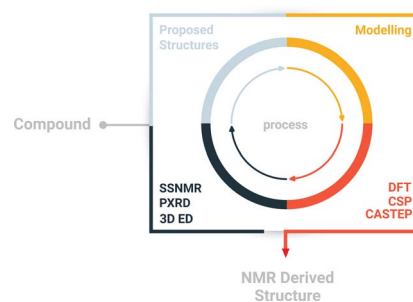 Proposed
Structures
Modelling
Compound
process
SSNMR
PXRD
3D ED
DFT
CSP
CASTEP
NMR Derived
Structure